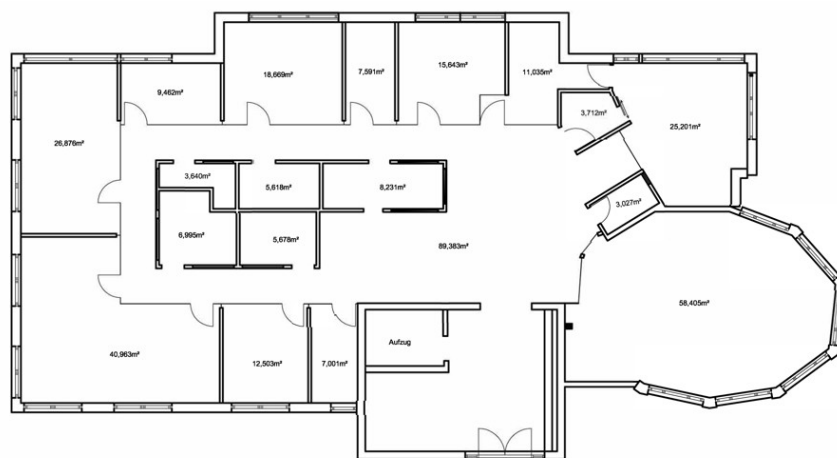 18,669m²
7,591m²
15,643m²
11,035m²
9,462m²
3,712m²
25,201m²
26,876m²
3,640m²
5,618m²
8,231m²
3,027m²
6,995m²
5,678m²
89,383m²
58,405m²
Aufzug
40,963m²
12,503m²
7,001m²